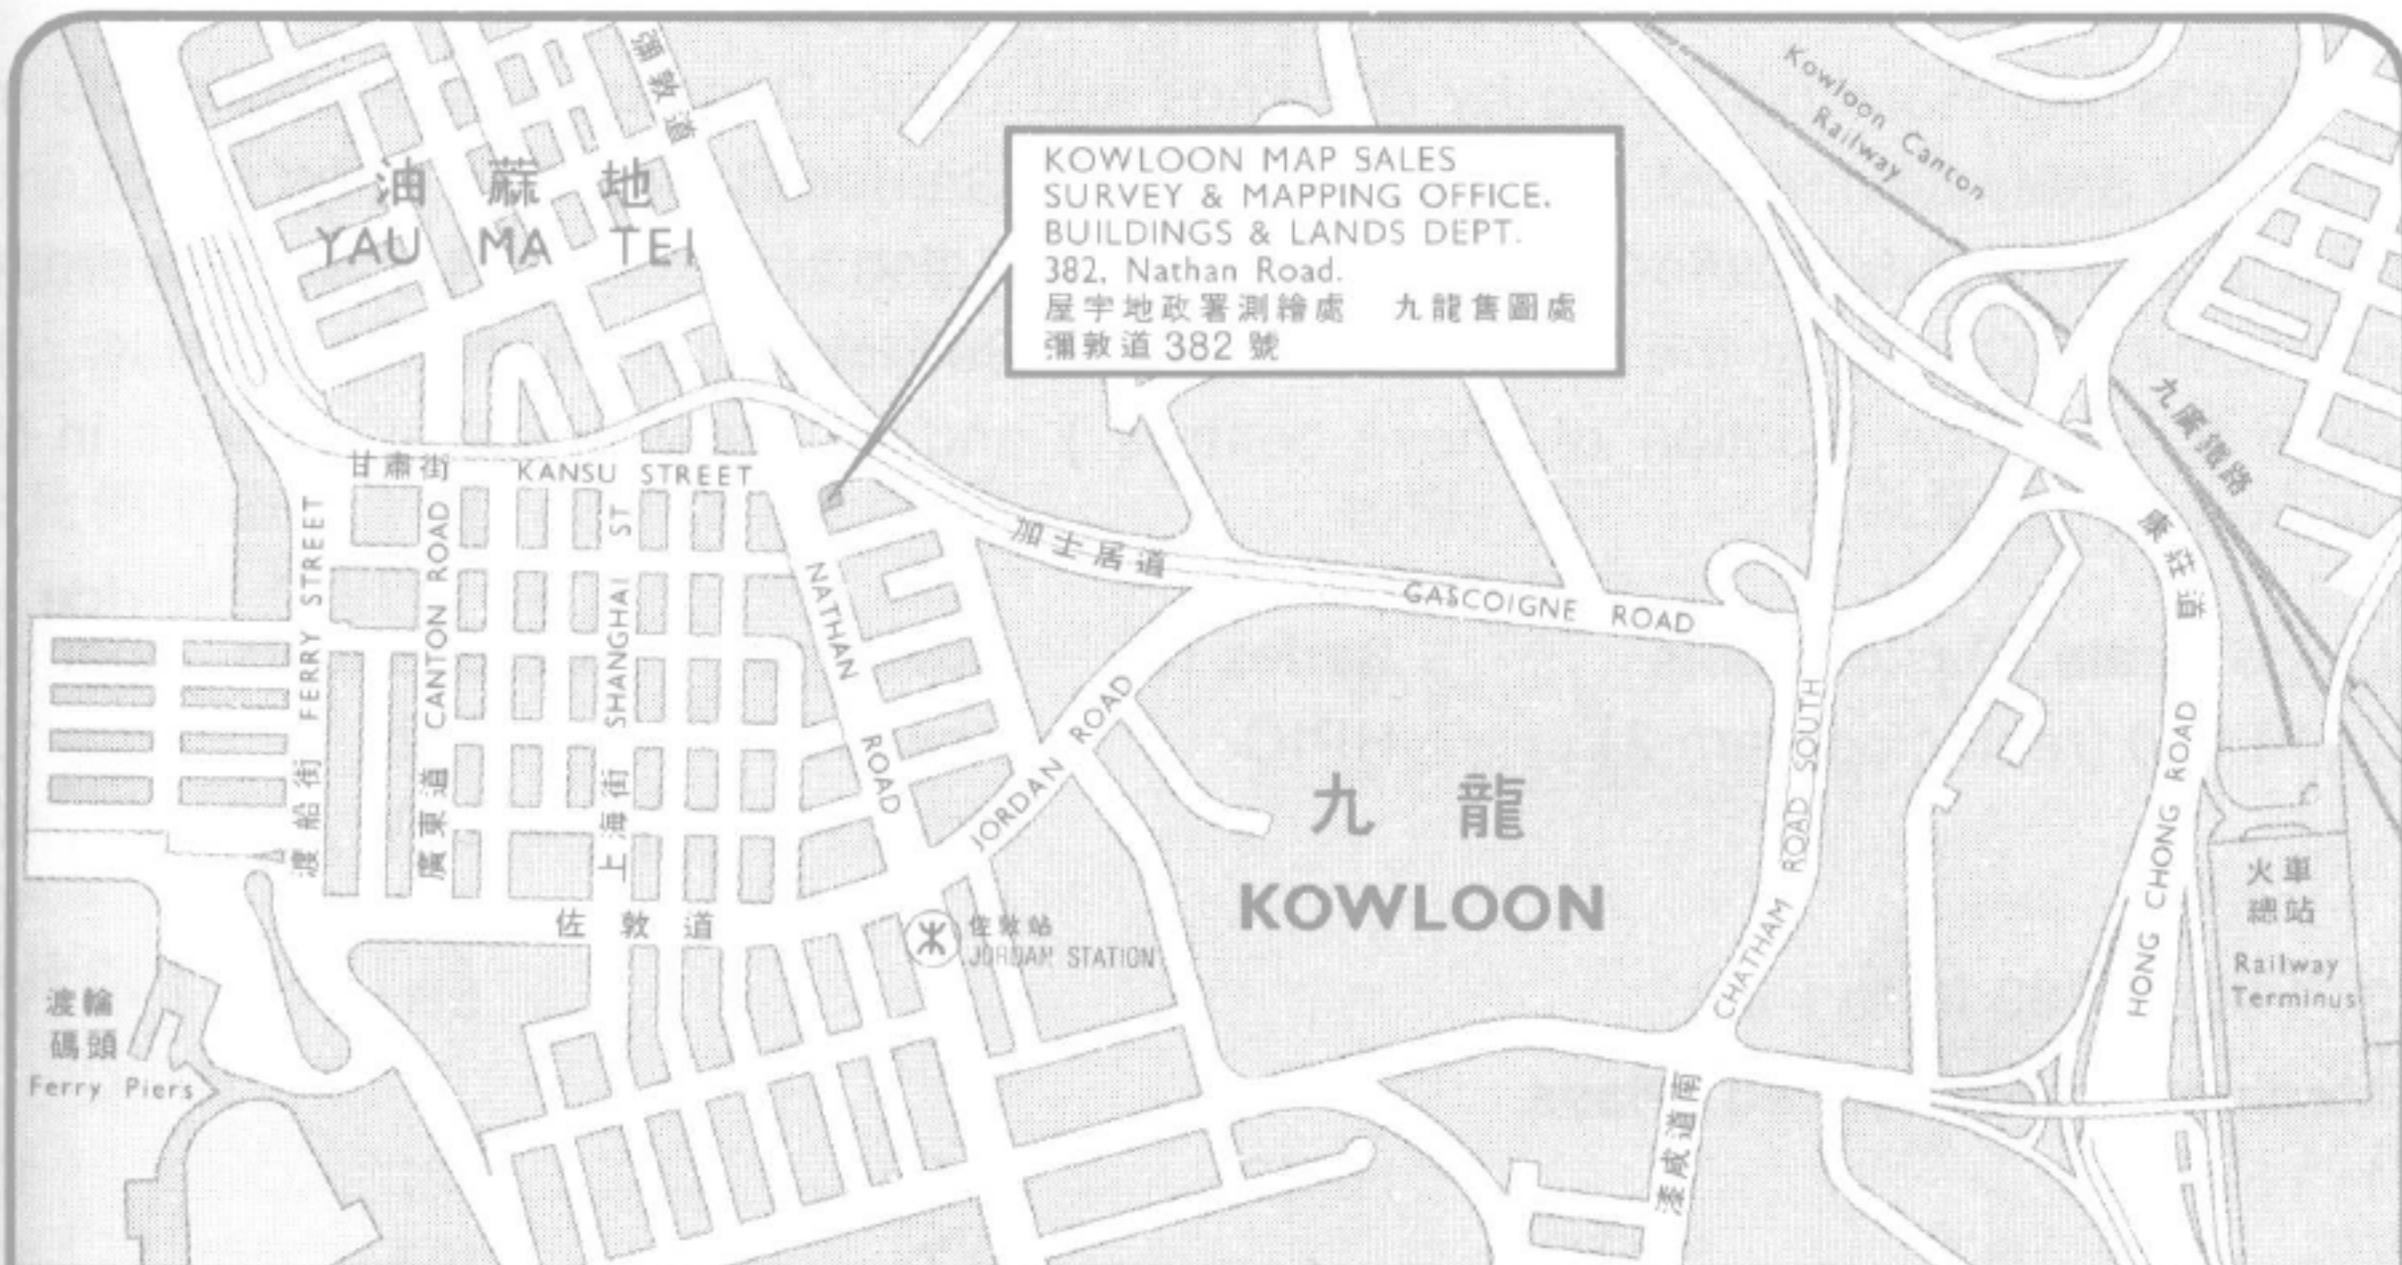 彌敦道
Kowloon Canton
Railway
油蔴地
YAU MA TEI
KOWLOON MAP SALES
SURVEY & MAPPING OFFICE.
BUILDINGS & LANDS DEPT.
382, Nathan Road.
屋宇地政署測繪處 九龍售圖處
彌敦道 382 號
九廣鐵路
甘肅街 KANSU STREET
渡船街 FERRY STREET
廣東道 CANTON ROAD
上海街 SHANGHAI ST
NATHAN ROAD
加士居道 GASCOIGNE ROAD
康莊道
HONG CHONG ROAD
JORDAN ROAD
佐敦道
佐敦站
JORDAN STATION
九龍
KOWLOON
CHATHAM ROAD SOUTH
漆咸道南
火車
總站
Railway
Terminus
渡輪
碼頭
Ferry Piers